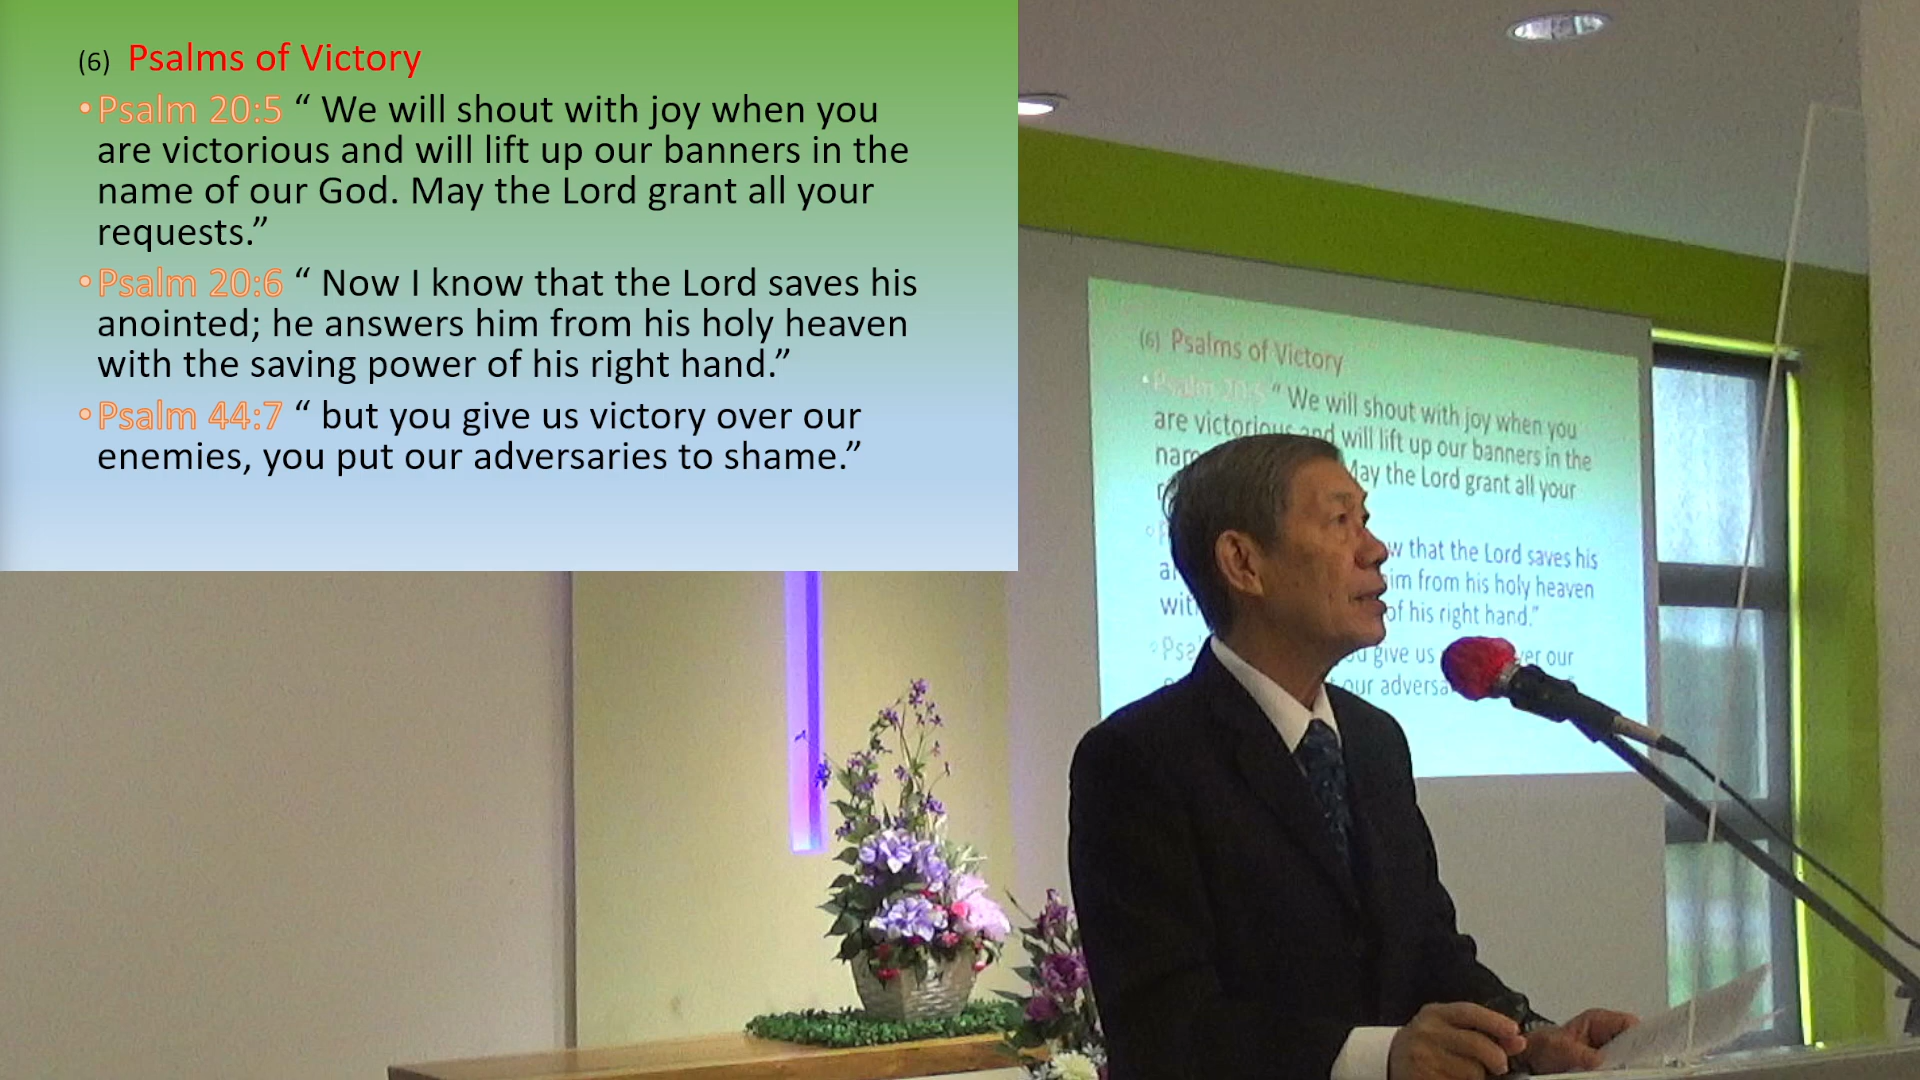 (6) Psalms of Victory
•Psalm 20:5 “ We will shout with joy when you
are victorious and will lift up our banners in the
name of our God. May the Lord grant all your
requests.”
•Psalm 20:6 “ Now I know that the Lord saves his
anointed; he answers him from his holy heaven
with the saving power of his right hand.”
•Psalm 44:7 “ but you give us victory over our
enemies, you put our adversaries to shame.”
(6) Psalms of Victory
•Psalm 20:5 “ We will shout with joy when you
are victorious and will lift up our banners in the
May the Lord grant all your
that the Lord saves his
from his holy heaven
of his right hand.”
give us our
our